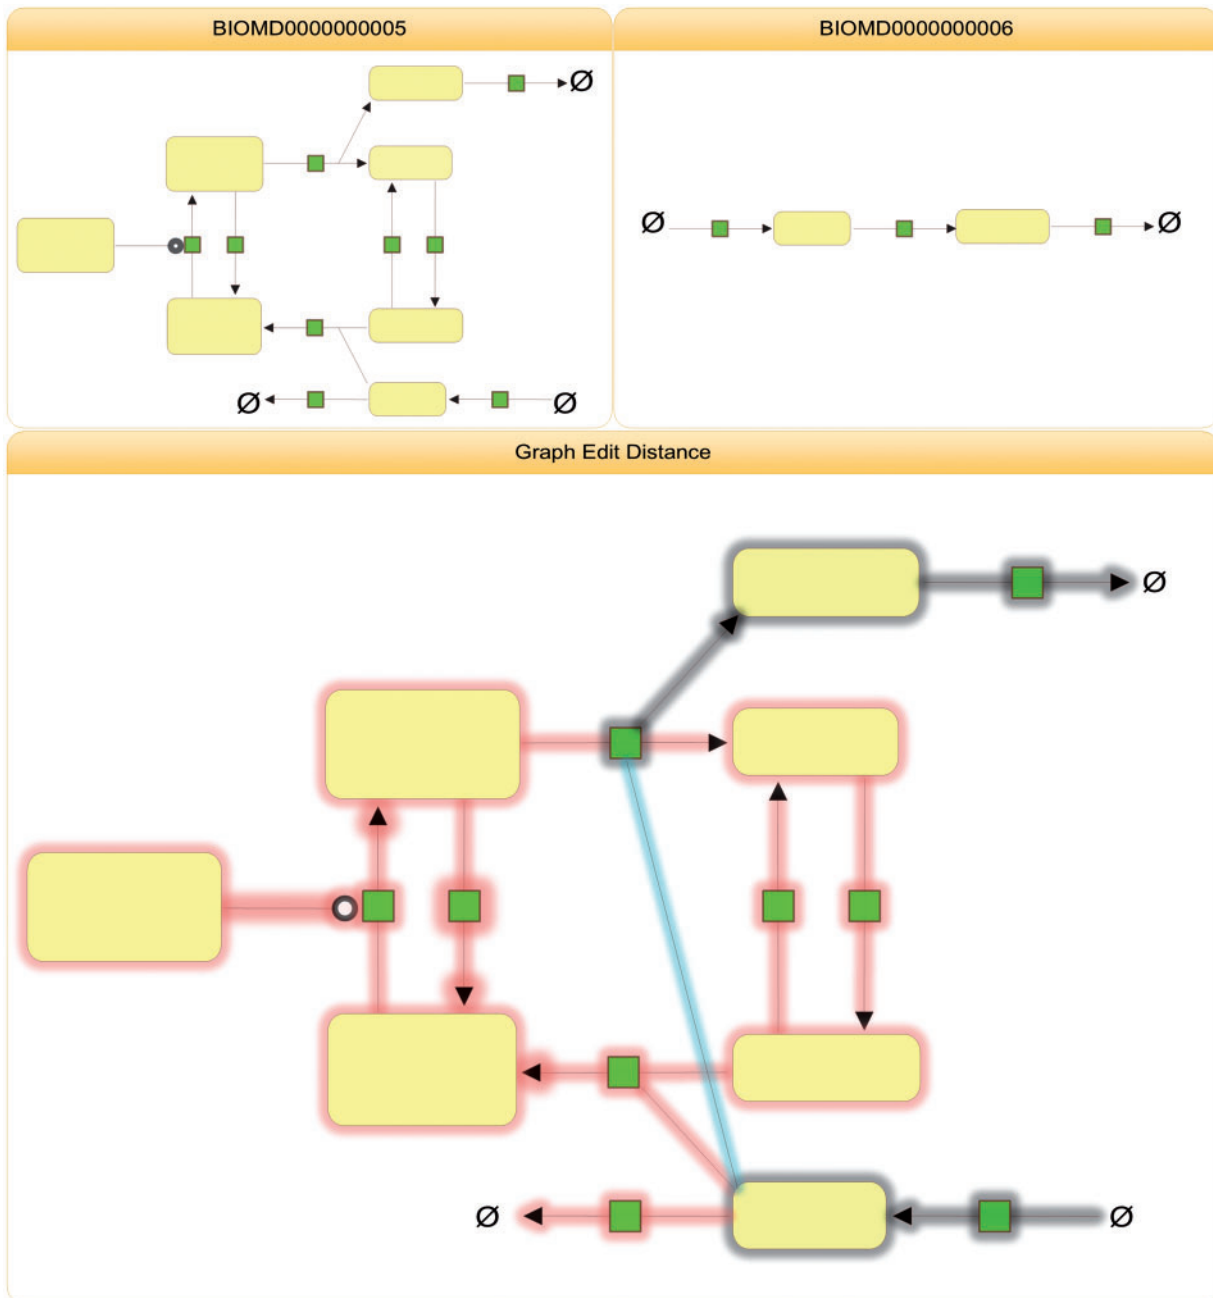 BIOMD0000000005
BIOMD0000000006
Ø
Ø
Ø
Ø
Ø
Graph Edit Distance
Ø
Ø
Ø